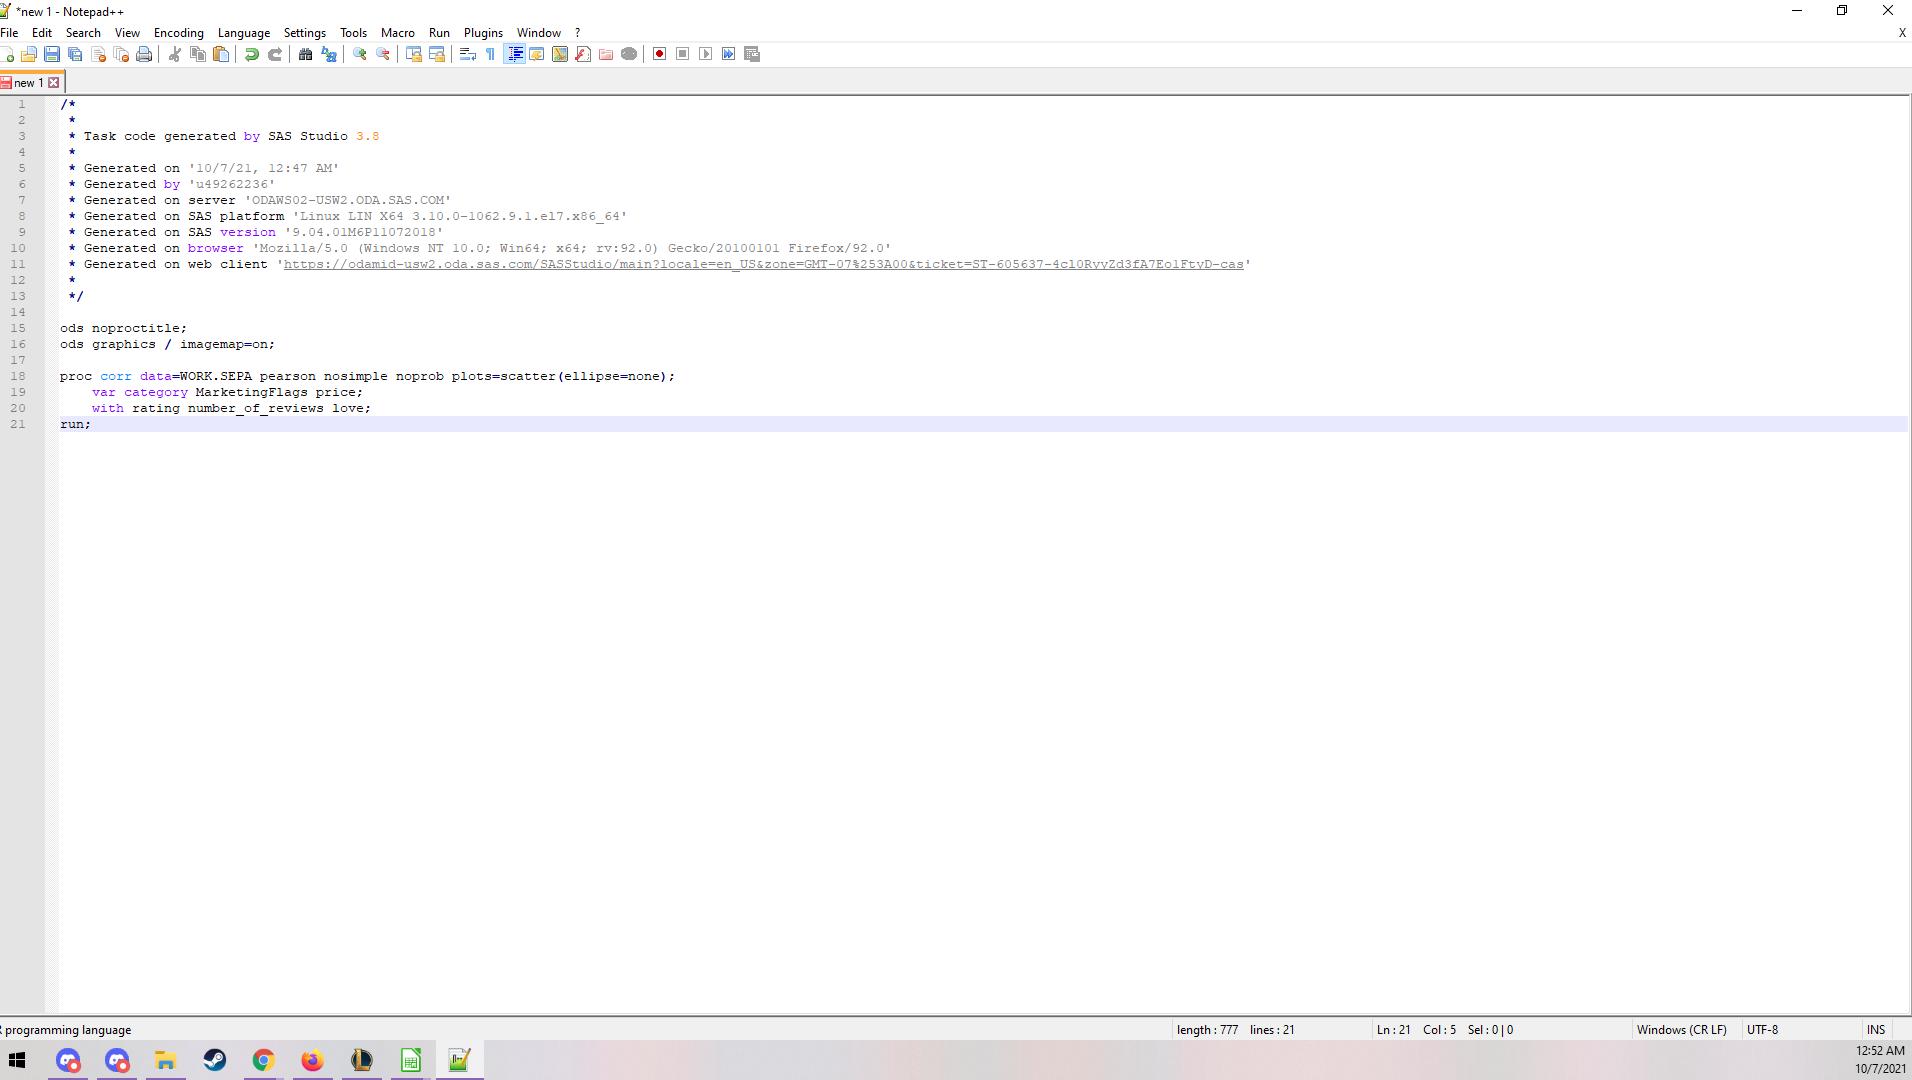 *new 1 - Notepad++
File Edit Search View Encoding Language Settings Tools Macro Run Plugins Window ? X
new 1
1 /*
2 *
3 * Task code generated by SAS Studio 3.8
4 *
5 * Generated on '10/7/21, 12:47 AM'
6 * Generated by 'u49262236'
7 * Generated on server 'ODAWS02-USW2.ODA.SAS.COM'
8 * Generated on SAS platform 'Linux LIN X64 3.10.0-1062.9.1.el7.x86_64'
9 * Generated on SAS version '9.04.01M6P11072018'
10 * Generated on browser 'Mozilla/5.0 (Windows NT 10.0; Win64; x64; rv:92.0) Gecko/20100101 Firefox/92.0'
11 * Generated on web client 'https://odamid-usw2.oda.sas.com/SASStudio/main?locale=en_US&zone=GMT-07%253A00&ticket=ST-605637-4cl0RyyZd3fA7EolFtyD-cas'
12 *
13 */
14
15 ods noproctitle;
16 ods graphics / imagemap=on;
17
18 proc corr data=WORK.SEPA pearson nosimple noprob plots=scatter(ellipse=none);
19 var category MarketingFlags price;
20 with rating number_of_reviews love;
21 run;
programming language length : 777 lines : 21 Ln : 21 Col : 5 Sel : 0 | 0 Windows (CR LF) UTF-8 INS
12:52 AM
10/7/2021